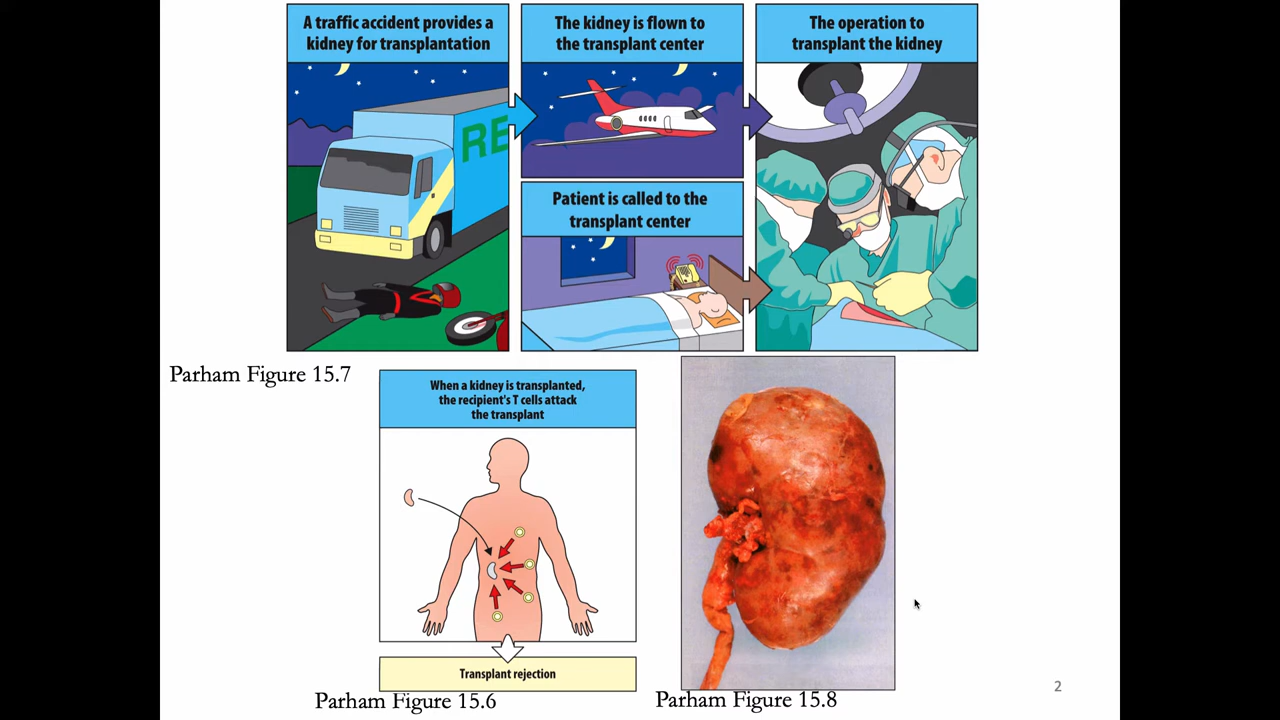 A traffic accident provides a
kidney for transplantation
The kidney is flown to
the transplant center
The operation to
transplant the kidney
RE
Patient is called to the
transplant center
Parham Figure 15.7
When a kidney is transplanted,
the recipient's T cells attack
the transplant
Transplant rejection
Parham Figure 15.6
Parham Figure 15.8
2